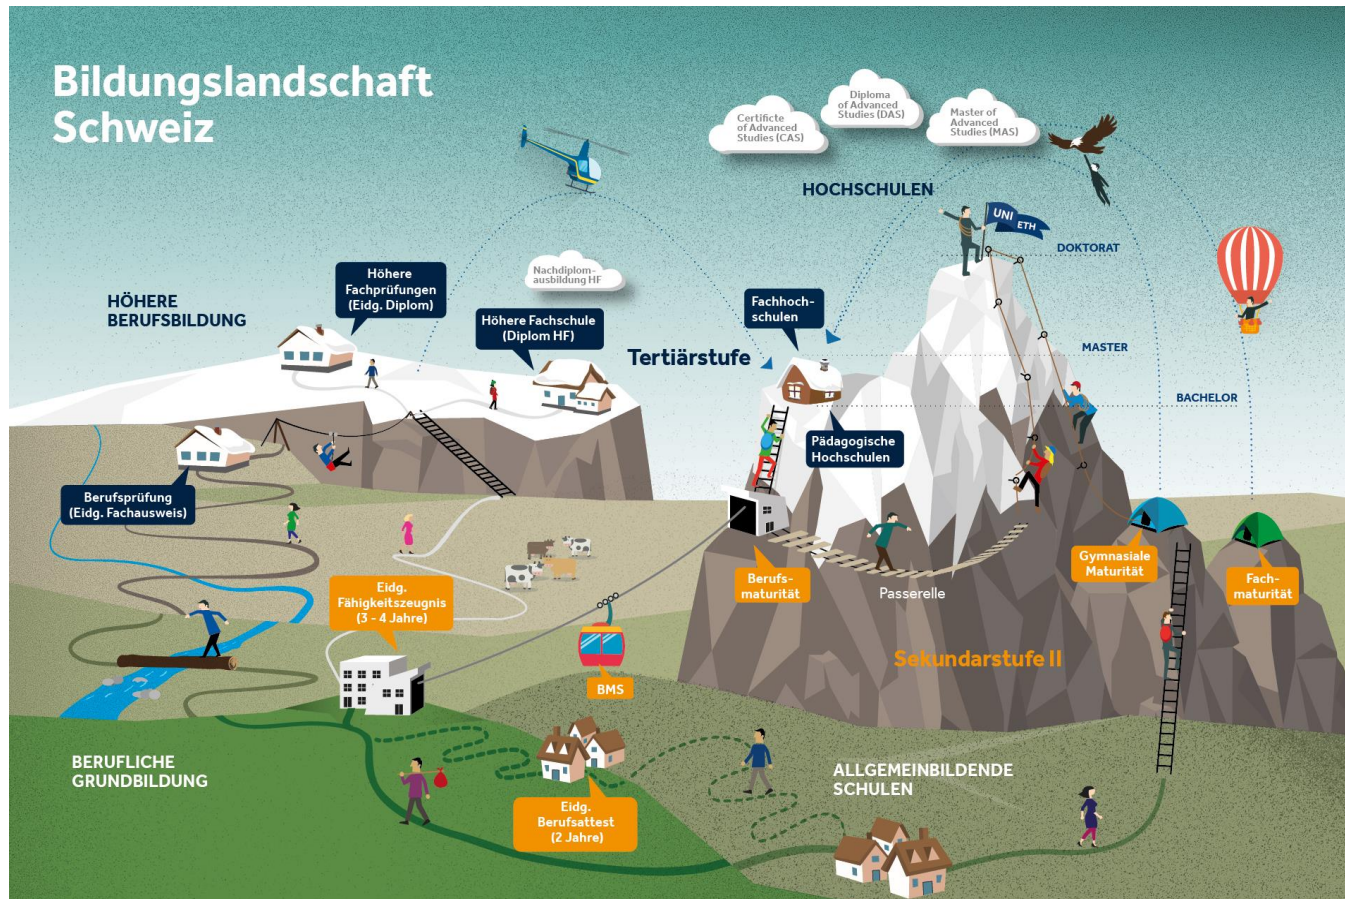 Bildungslandschaft
Schweiz
Certificte
of Advanced
Studies (CAS)
Diploma
of Advanced
Studies (DAS)
Master of
Advanced
Studies (MAS)
HOCHSCHULEN
UNI
ETH
DOKTORAT
Nachdiplom-
ausbildung HF
HÖHERE
BERUFSBILDUNG
Höhere
Fachprüfungen
(Eidg. Diplom)
Höhere Fachschule
(Diplom HF)
Fachhoch-
schulen
Tertiärstufe
MASTER
BACHELOR
Pädagogische
Hochschulen
Berufsprüfung
(Eidg. Fachausweis)
Eidg.
Fähigkeitszeugnis
(3 - 4 Jahre)
Berufs-
maturität
Passerelle
Gymnasiale
Maturität
Fach-
maturität
Sekundarstufe II
BMS
BERUFLICHE
GRUNDBILDUNG
Eidg.
Berufsattest
(2 Jahre)
ALLGEMEINBILDENDE
SCHULEN